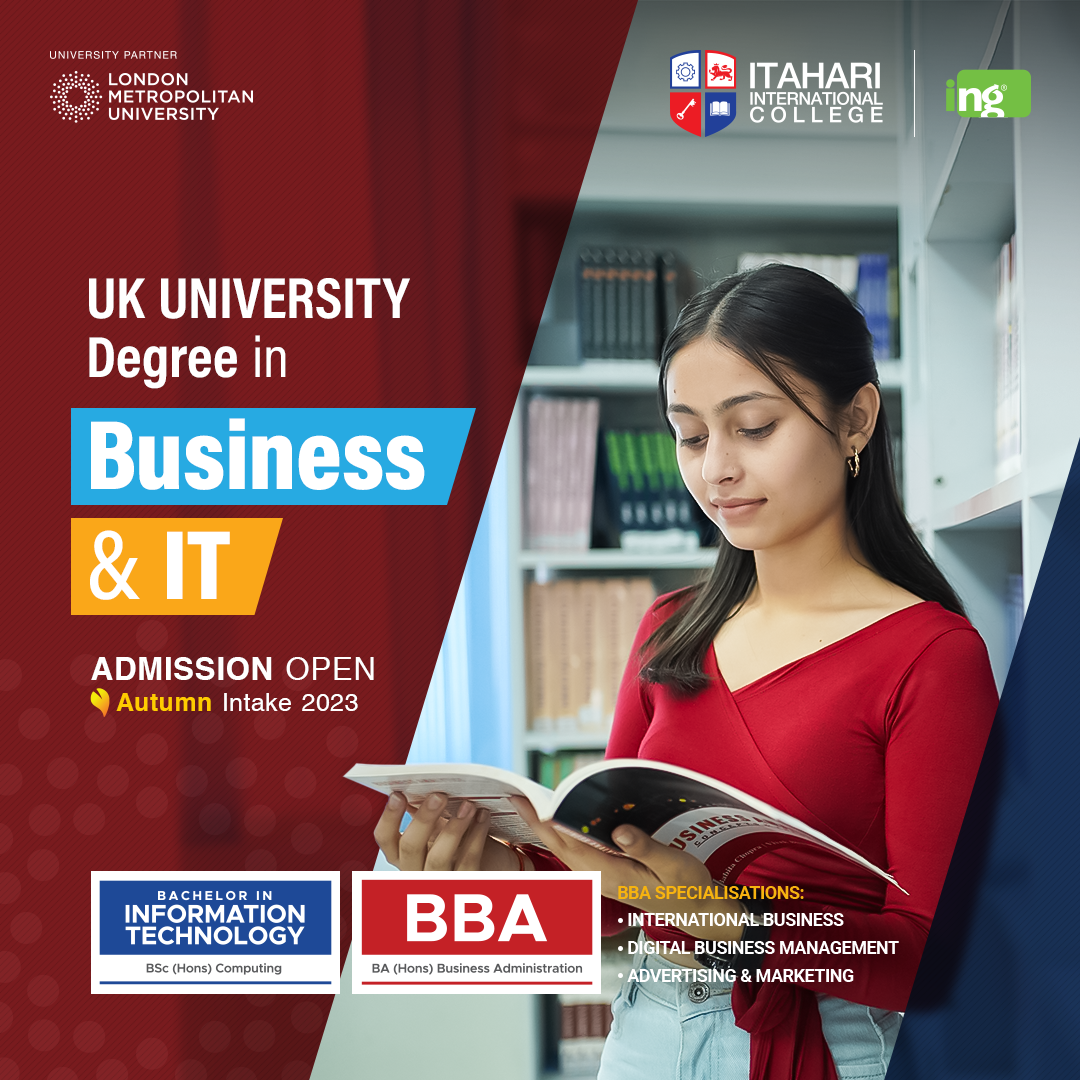 UNIVERSITY PARTNER
LONDON
METROPOLITAN
UNIVERSITY
ITAHARI
INTERNATIONAL
COLLEGE
ing®
UK UNIVERSITY
Degree in
Business
& IT
ADMISSION OPEN
Autumn Intake 2023
BACHELOR IN
INFORMATION
TECHNOLOGY
BSc (Hons) Computing
BBA
BA (Hons) Business Administration
BBA SPECIALISATIONS:
• INTERNATIONAL BUSINESS
• DIGITAL BUSINESS MANAGEMENT
• ADVERTISING & MARKETING